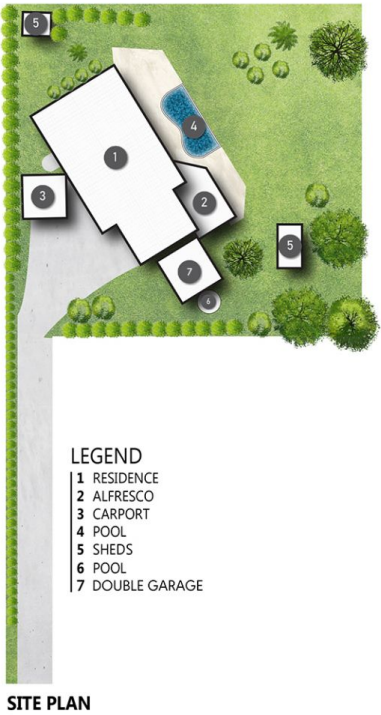 5
1
4
3
2
5
7
6
LEGEND
1 RESIDENCE
2 ALFRESCO
3 CARPORT
4 POOL
5 SHEDS
6 POOL
7 DOUBLE GARAGE
SITE PLAN